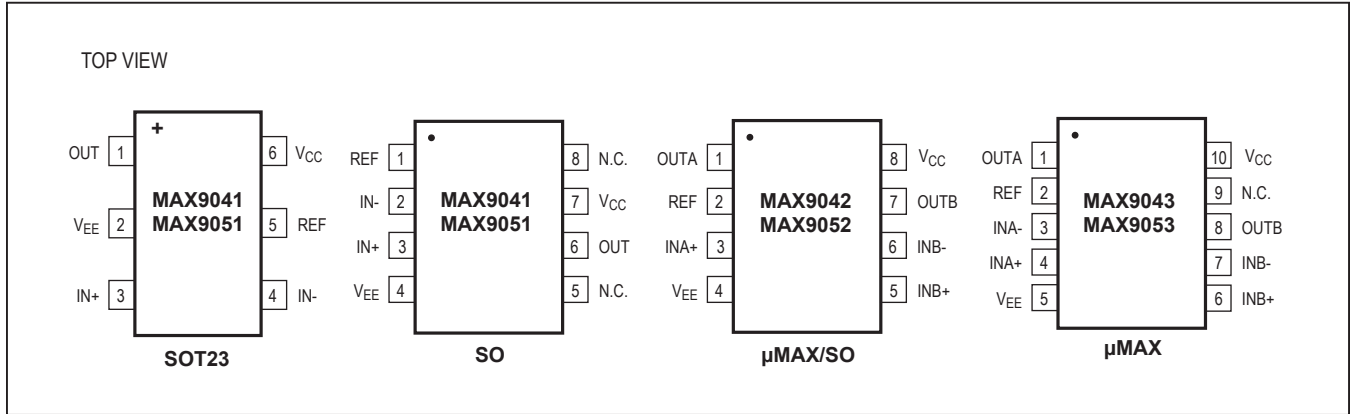 TOP VIEW
+
OUT 1
6 VCC
MAX9041
MAX9051
VEE 2
5 REF
IN+ 3
4 IN-
SOT23
REF 1
8 N.C.
IN- 2
7 VCC
MAX9041
MAX9051
IN+ 3
6 OUT
VEE 4
5 N.C.
SO
OUTA 1
8 VCC
REF 2
7 OUTB
MAX9042
MAX9052
INA+ 3
6 INB-
VEE 4
5 INB+
µMAX/SO
OUTA 1
10 VCC
REF 2
9 N.C.
MAX9043
MAX9053
INA- 3
8 OUTB
INA+ 4
7 INB-
VEE 5
6 INB+
µMAX